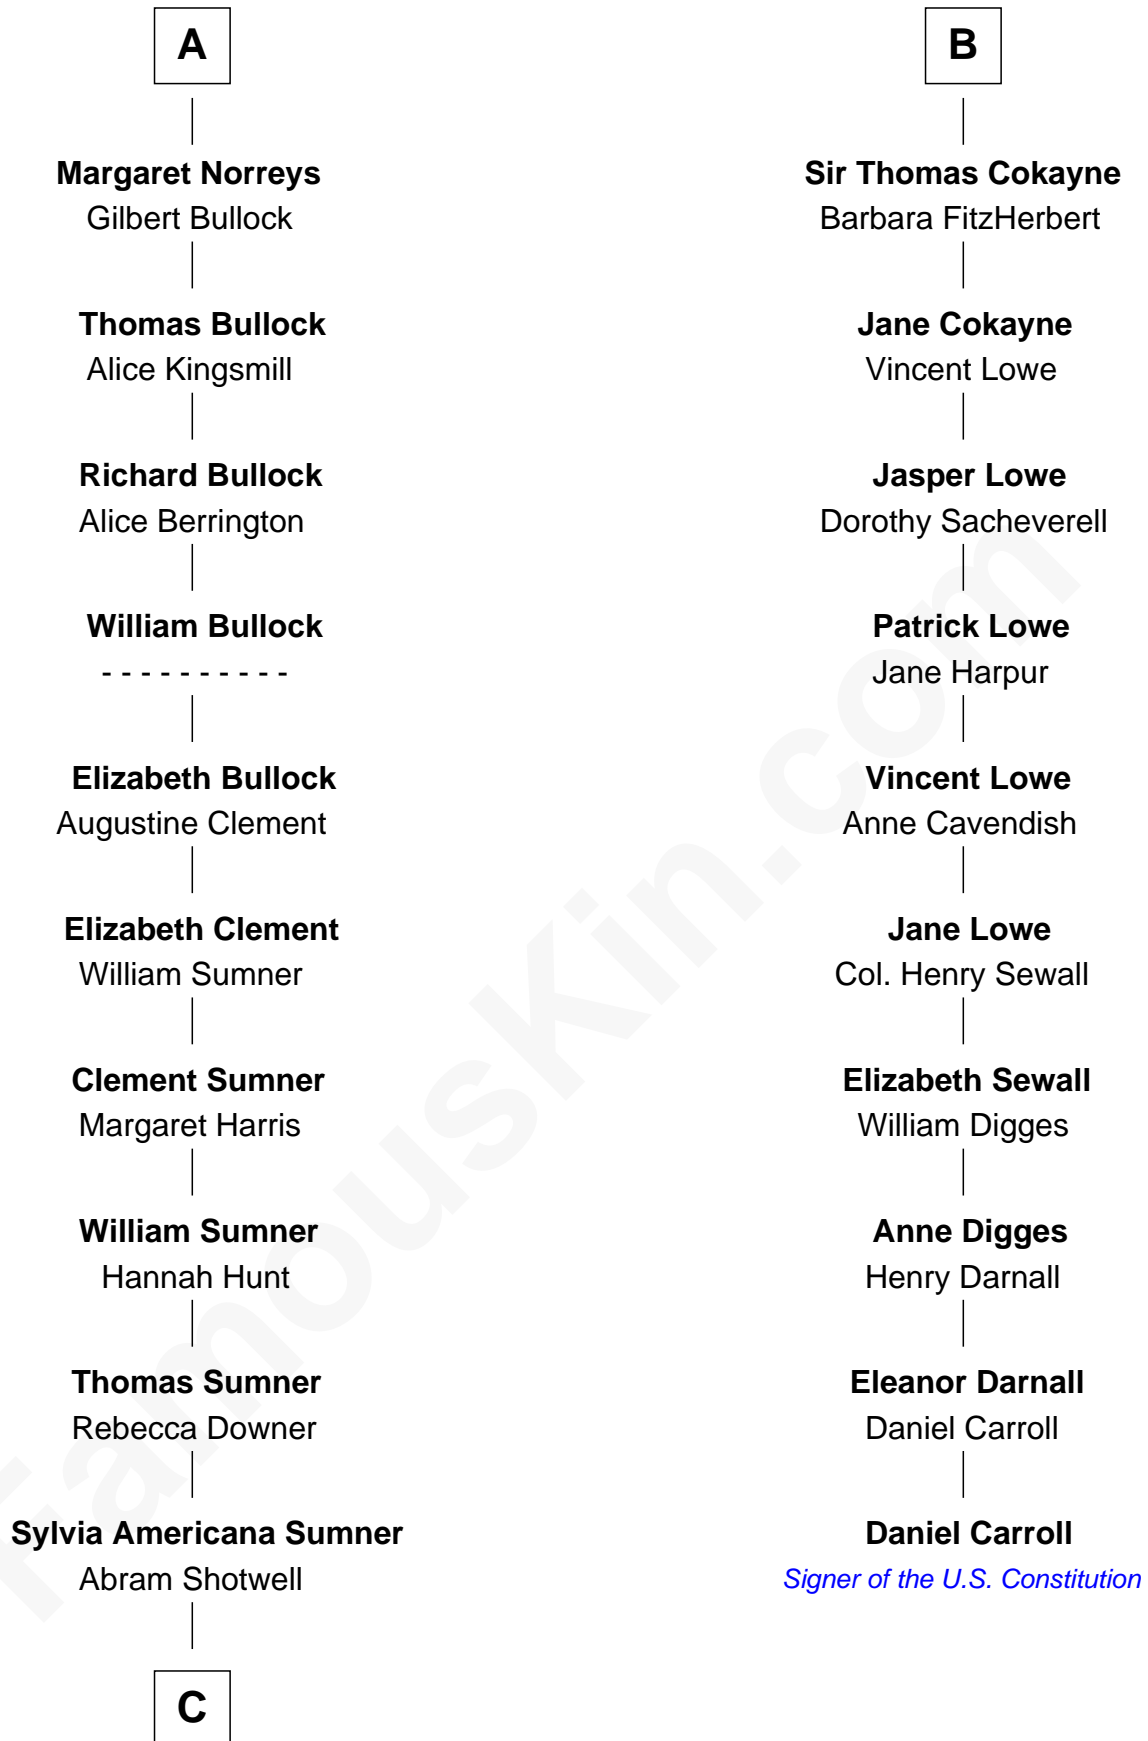 A
Margaret Norreys
Gilbert Bullock
Thomas Bullock
Alice Kingsmill
Richard Bullock
Alice Berrington
William Bullock
- - - - - - - - - -
Elizabeth Bullock
Augustine Clement
Elizabeth Clement
William Sumner
Clement Sumner
Margaret Harris
William Sumner
Hannah Hunt
Thomas Sumner
Rebecca Downer
Sylvia Americana Sumner
Abram Shotwell
C
B
Sir Thomas Cokayne
Barbara FitzHerbert
Jane Cokayne
Vincent Lowe
Jasper Lowe
Dorothy Sacheverell
Patrick Lowe
Jane Harpur
Vincent Lowe
Anne Cavendish
Jane Lowe
Col. Henry Sewall
Elizabeth Sewall
William Digges
Anne Digges
Henry Darnall
Eleanor Darnall
Daniel Carroll
Daniel Carroll
Signer of the U.S. Constitution
FamousKin.com